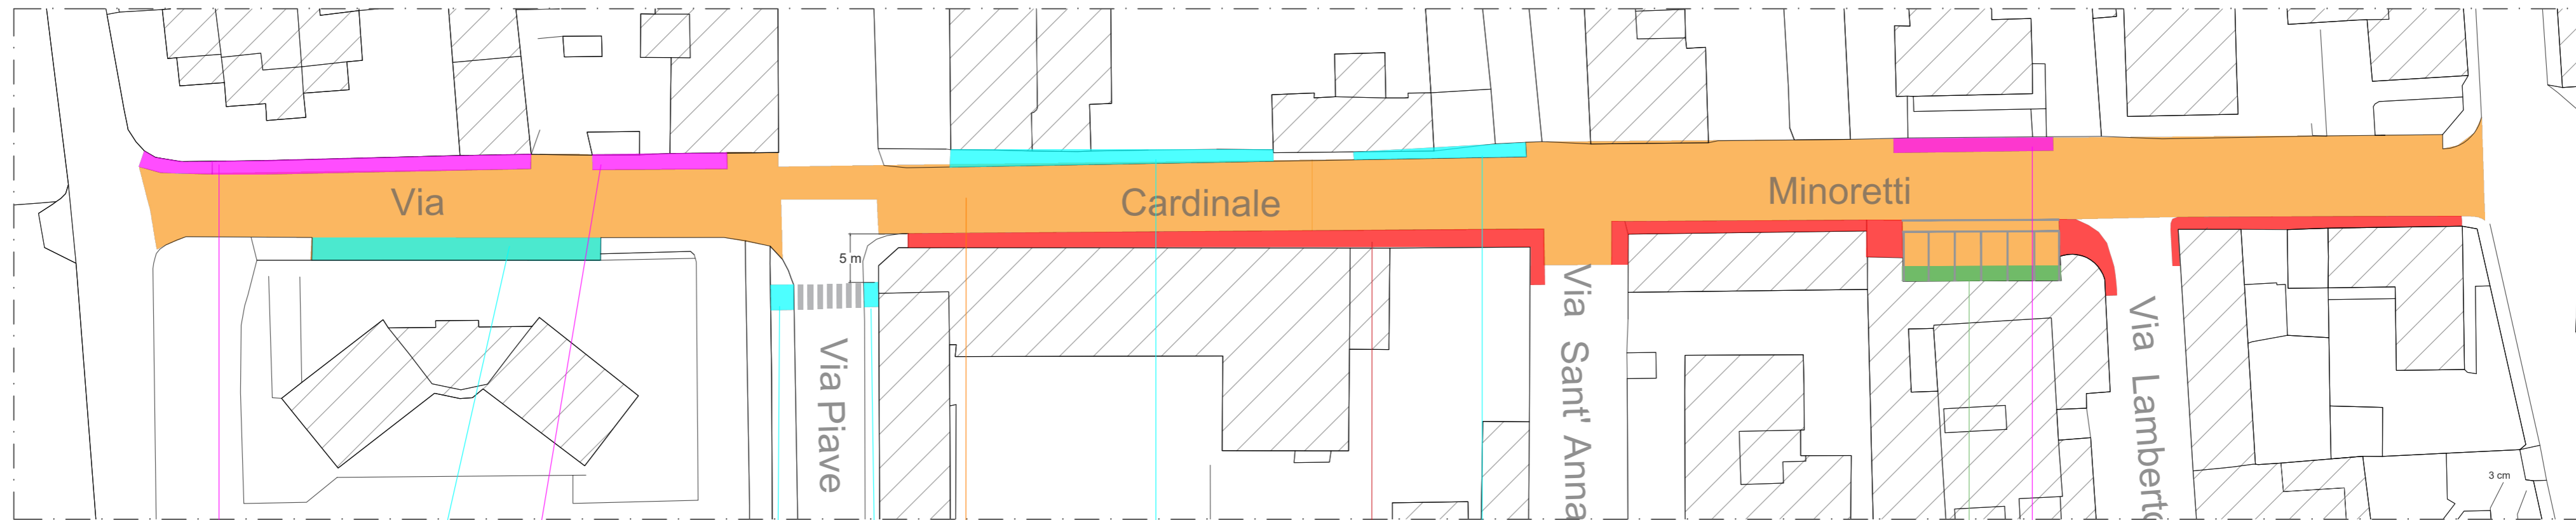 Via Cardinale Minoretti
5 m
Via Piave
Via Sant' Anna
Via Lamberto
3 cm